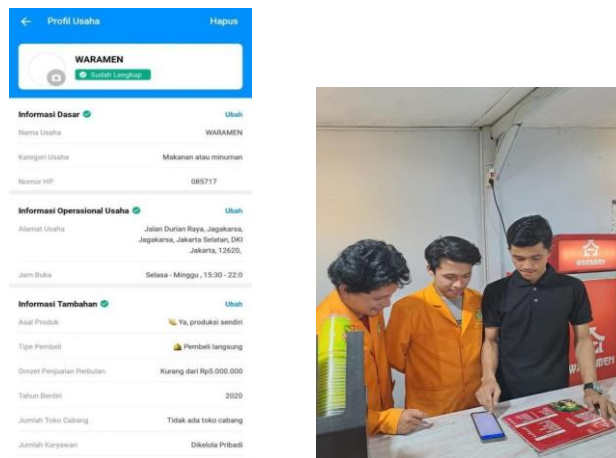 Profil Usaha
Hapus
WARAMEN
Sudah Lengkap
Informasi Dasar
Ubah
Nama Usaha
WARAMEN
Kategori Usaha
Makanan atau minuman
Nomor HP
085717
Informasi Operasional Usaha
Ubah
Alamat Usaha
Jalan Durian Raya, Jagakarsa,
Jagakarsa, Jakarta Selatan, DKI
Jakarta, 12620,
Jam Buka
Selasa - Minggu , 15:30 - 22:0
Informasi Tambahan
Ubah
Asal Produk
Ya, produksi sendiri
Tipe Pembeli
Pembeli langsung
Omzet Penjualan Perbulan
Kurang dari Rp5.000.000
Tahun Berdiri
2020
Jumlah Toko Cabang
Tidak ada toko cabang
Jumlah Karyawan
Dikelola Pribadi
WARAMEN